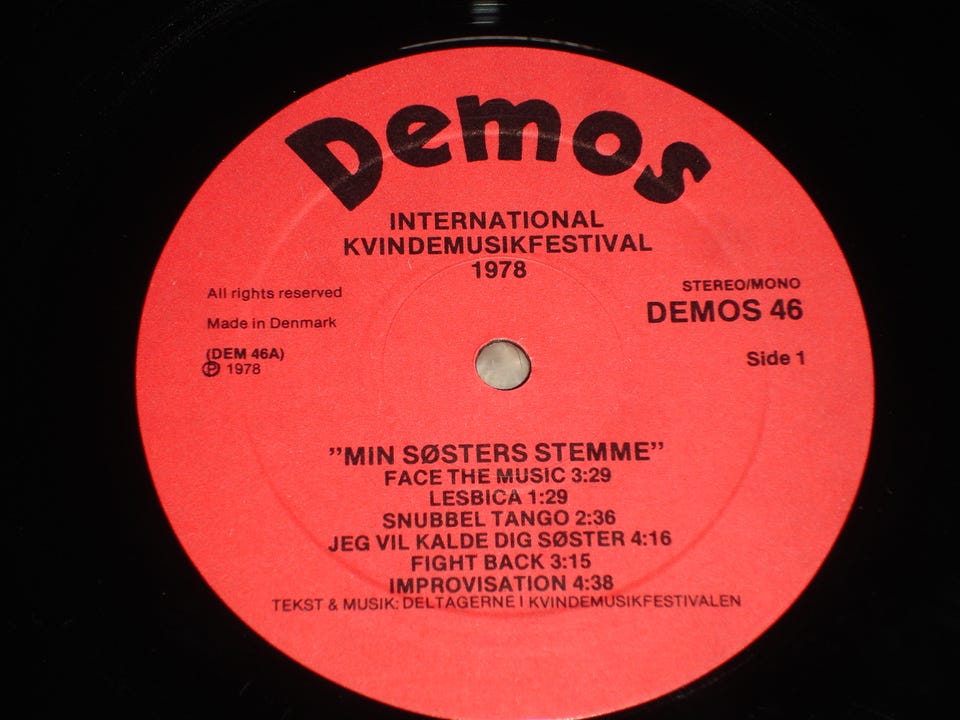 Demos
INTERNATIONAL
KVINDEMUSIKFESTIVAL
1978
All rights reserved
Made in Denmark
(DEM 46A)
Ⓟ 1978
STEREO/MONO
DEMOS 46
Side 1
”MIN SØSTERS STEMME”
FACE THE MUSIC 3:29
LESBICA 1:29
SNUBBEL TANGO 2:36
JEG VIL KALDE DIG SØSTER 4:16
FIGHT BACK 3:15
IMPROVISATION 4:38
TEKST & MUSIK: DELTAGERNE I KVINDEMUSIKFESTIVALEN